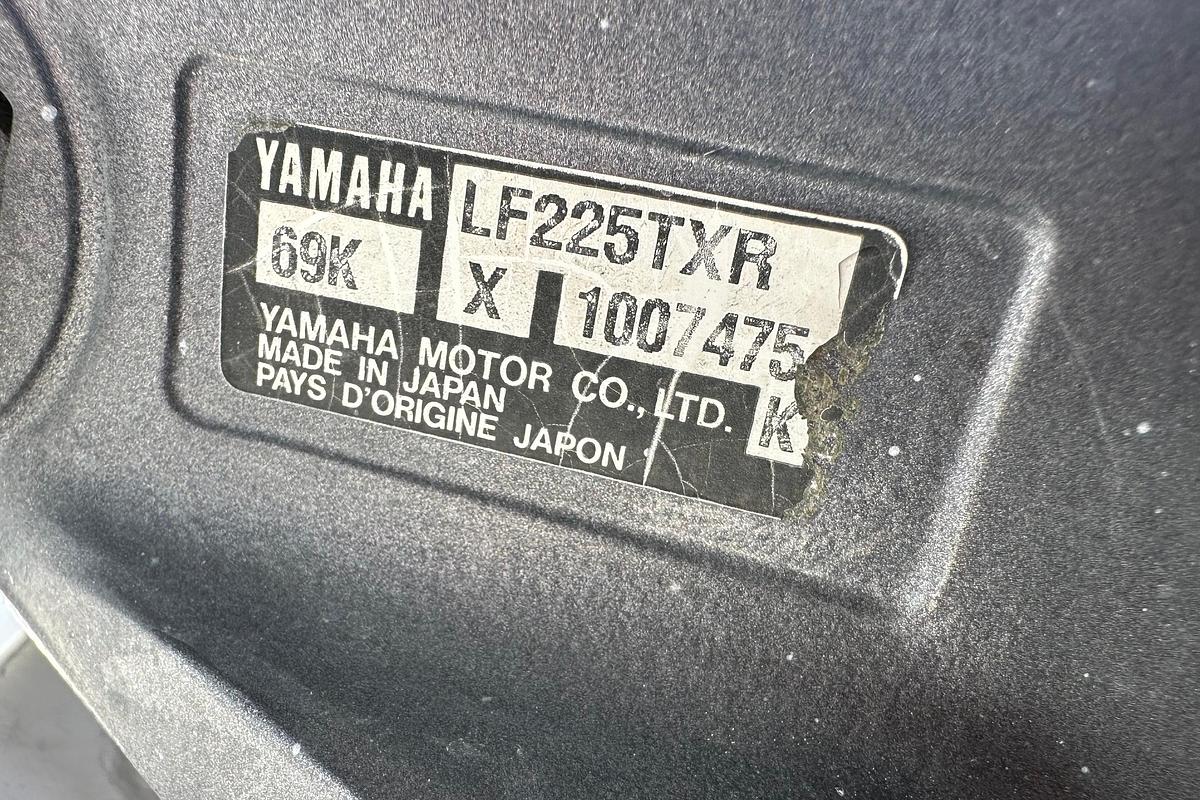 YAMAHA LF225TXR
69K X 1007475
K
YAMAHA MOTOR CO., LTD.
MADE IN JAPAN
PAYS D'ORIGINE JAPON